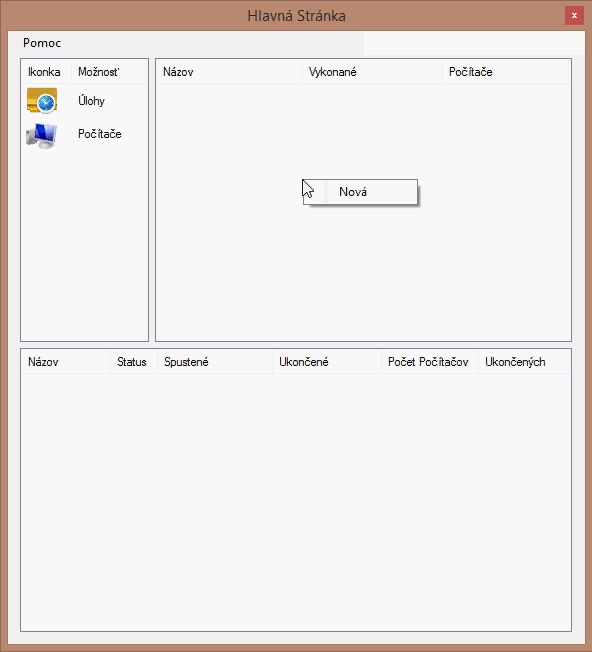 Hlavná Stránka
x
Pomoc
Ikonka Možnosť
Názov Vykonané Počítače
Úlohy
Počítače
Nová
Názov Status Spustené Ukončené Počet Počítačov Ukončených